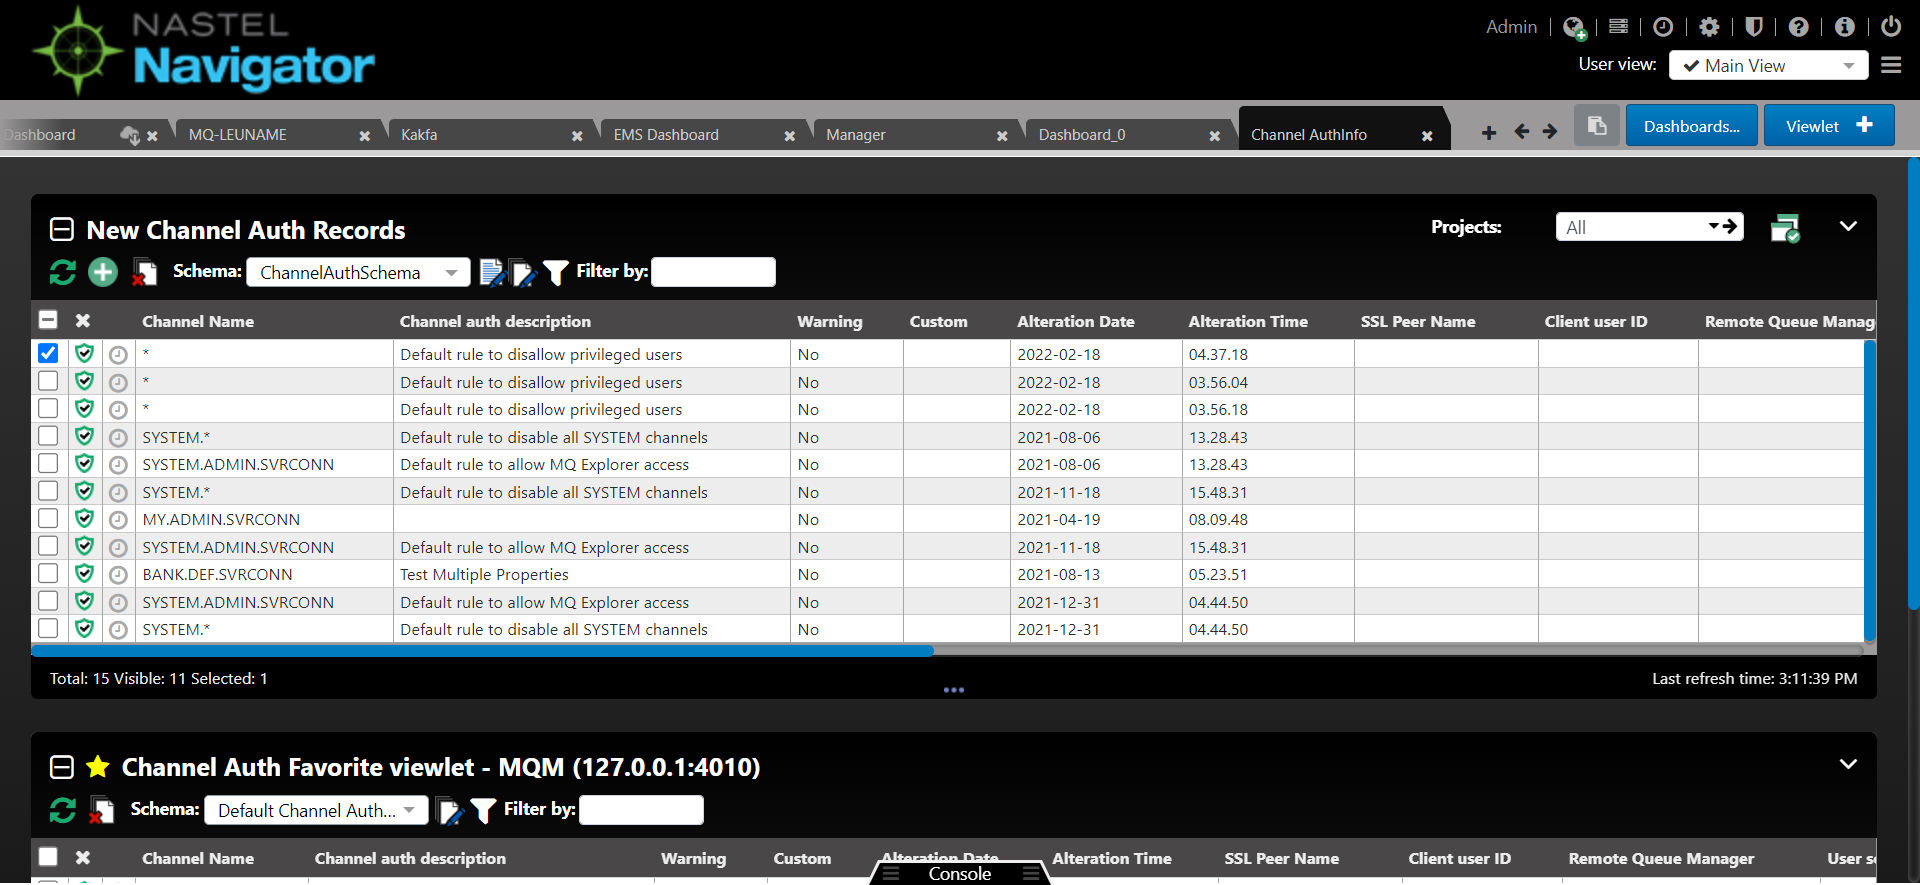 NASTEL
Navigator
Admin
User view: Main View
Dashboard MQ-LEUNAME Kakfa EMS Dashboard Manager Dashboard_0 Channel AuthInfo Dashboards... Viewlet
New Channel Auth Records Projects: All
Schema: ChannelAuthSchema Filter by:
Channel Name Channel auth description Warning Custom Alteration Date Alteration Time SSL Peer Name Client user ID Remote Queue Manag
* Default rule to disallow privileged users No 2022-02-18 04.37.18
* Default rule to disallow privileged users No 2022-02-18 03.56.04
* Default rule to disallow privileged users No 2022-02-18 03.56.18
SYSTEM.* Default rule to disable all SYSTEM channels No 2021-08-06 13.28.43
SYSTEM.ADMIN.SVRCONN Default rule to allow MQ Explorer access No 2021-08-06 13.28.43
SYSTEM.* Default rule to disable all SYSTEM channels No 2021-11-18 15.48.31
MY.ADMIN.SVRCONN No 2021-04-19 08.09.48
SYSTEM.ADMIN.SVRCONN Default rule to allow MQ Explorer access No 2021-11-18 15.48.31
BANK.DEF.SVRCONN Test Multiple Properties No 2021-08-13 05.23.51
SYSTEM.ADMIN.SVRCONN Default rule to allow MQ Explorer access No 2021-12-31 04.44.50
SYSTEM.* Default rule to disable all SYSTEM channels No 2021-12-31 04.44.50
Total: 15 Visible: 11 Selected: 1 Last refresh time: 3:11:39 PM
Channel Auth Favorite viewlet - MQM (127.0.0.1:4010)
Schema: Default Channel Auth... Filter by:
Channel Name Channel auth description Warning Custom Alteration Date Alteration Time SSL Peer Name Client user ID Remote Queue Manager User s
Console